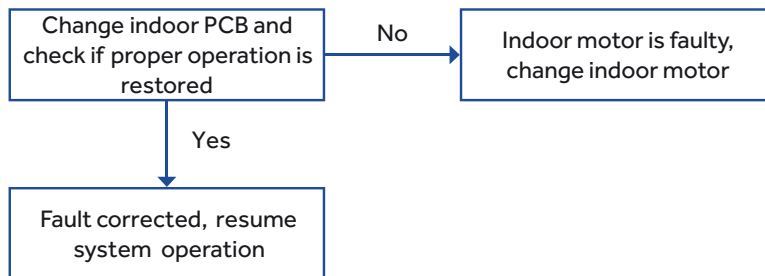 Change indoor PCB and
check if proper operation is
restored
No
Indoor motor is faulty,
change indoor motor
Yes
Fault corrected, resume
system operation